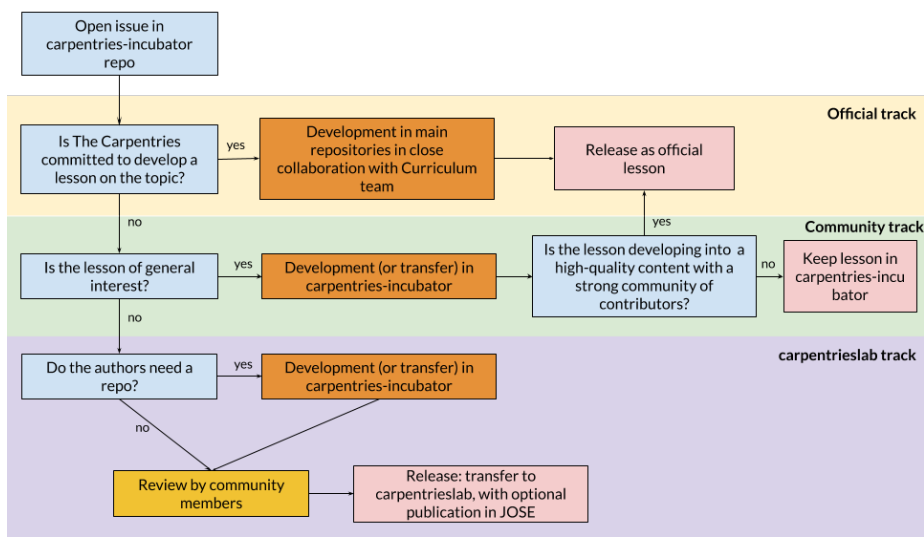 Open issue in
carpentries-incubator
repo
Official track
Is The Carpentries
committed to develop a
lesson on the topic?
yes
Development in main
repositories in close
collaboration with Curriculum
team
Release as official
lesson
no
yes
Community track
Is the lesson of general
interest?
yes
Development (or transfer) in
carpentries-incubator
Is the lesson developing into a
high-quality content with a
strong community of
contributors?
no
Keep lesson in
carpentries-incu
bator
no
carpentrieslab track
Do the authors need a
repo?
yes
Development (or transfer) in
carpentries-incubator
no
Review by community
members
Release: transfer to
carpentrieslab, with optional
publication in JOSE